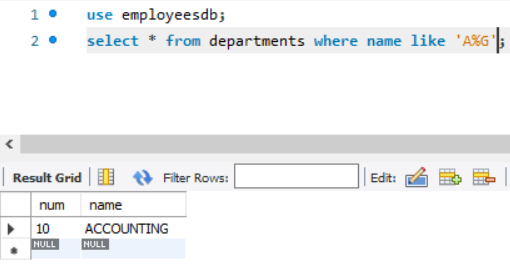 1 use employeesdb;
2 select * from departments where name like 'A%G';
Result Grid Filter Rows: Edit:
num name
10 ACCOUNTING
NULL NULL